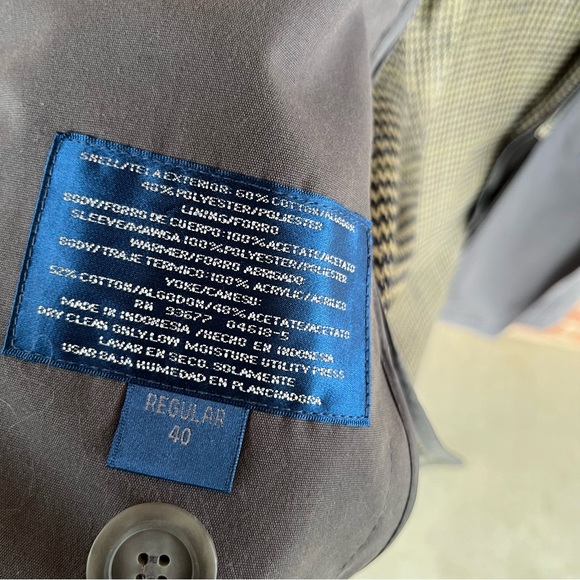 SHELL/TELA EXTERIOR: 60% COTTON/ALGODON
40% POLYESTER/POLIESTER
LINING/FORRO
BODY/FORRO DE CUERPO:100% ACETATE/ACETATO
SLEEVE/MANGA 100% POLYESTER/POLIESTER
WARMER/FORRO ABRIGADO:
BODY/TRAJE TERMICO:100% ACRYLIC/ACRILICO
YOKE/CANESU:
52% COTTON/ALGODON/48% ACETATE/ACETATO
RN 33677 04618-5
MADE IN INDONESIA /HECHO EN INDONESIA
DRY CLEAN ONLY.LOW MOISTURE UTILITY PRESS
LAVAR EN SECO. SOLAMENTE
USAR BAJA HUMEDAD EN PLANCHADORA
REGULAR
40